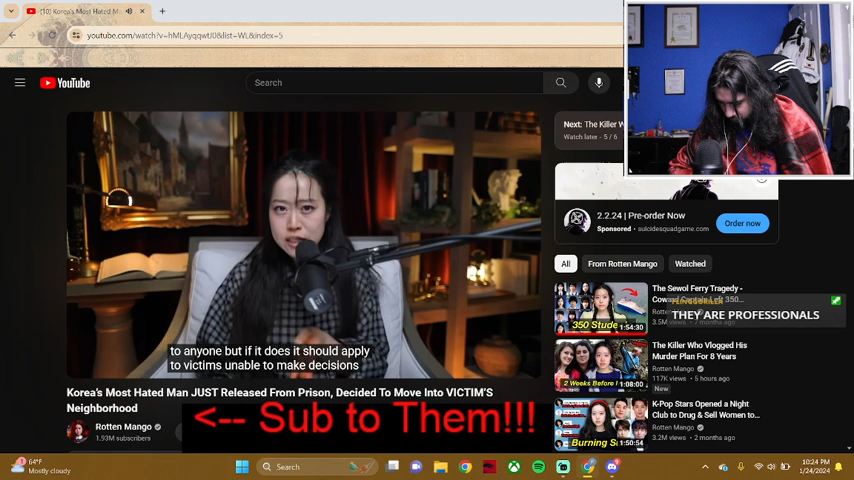 (10) Korea's Most Hated M
youtube.com/watch?v=hMLAyqqwtJ0&list=WL&index=5
YouTube
Search
Next: The Killer W
Watch later - 5 / 6
2.2.24 | Pre-order Now
Sponsored · suicidesquadgame.com
Order now
All
From Rotten Mango
Watched
The Sewol Ferry Tragedy -
350 Stude
1:54:30
THEY ARE PROFESSIONALS
to anyone but if it does it should apply
to victims unable to make decisions
The Killer Who Vlogged His
Murder Plan For 8 Years
Rotten Mango
117K views • 5 hours ago
New
2 Weeks Before
1:08:00
Korea's Most Hated Man JUST Released From Prison, Decided To Move Into VICTIM'S
Neighborhood
Rotten Mango
1.93M subscribers
<-- Sub to Them!!!
K-Pop Stars Opened a Night
Club to Drug & Sell Women to...
Rotten Mango
3.2M views • 2 months ago
Burning S
1:50:54
64°F
Mostly cloudy
Search
10:24 PM
1/24/2024